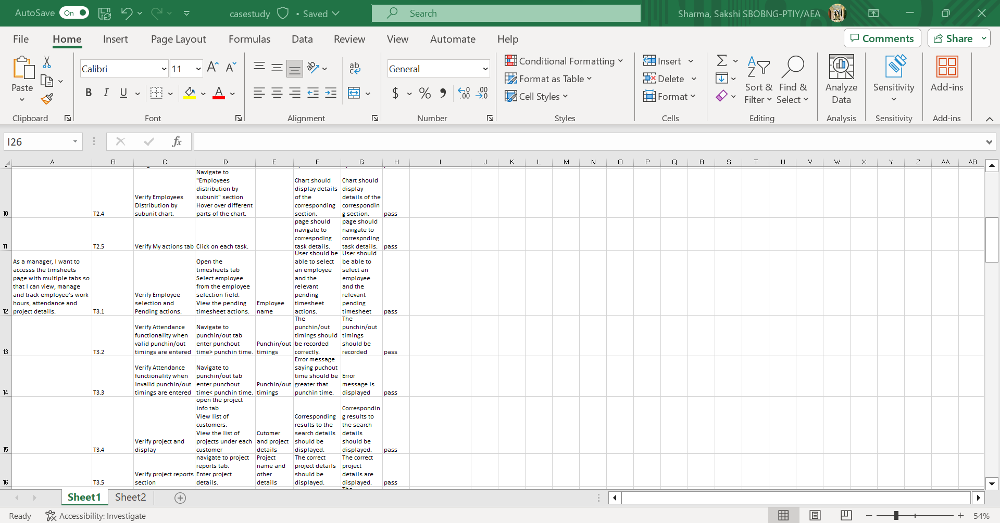 AutoSave On casestudy • Saved Search Sharma, Sakshi SBOBNG-PTIY/AEA
File Home Insert Page Layout Formulas Data Review View Automate Help Comments Share
Paste
Calibri 11
B I U A
ab
General
$ % 9 .00 .00
Conditional Formatting
Format as Table
Cell Styles
Insert
Delete
Format
Sort &
Filter
Find &
Select
Analyze
Data
Sensitivity
Add-ins
Clipboard Font Alignment Number Styles Cells Editing Analysis Sensitivity Add-ins
I26 fx
A B C D E F G H I J K L M N O P Q R S T U V W X Y Z AA AB
10
T2.4
Verify Employees
Distribution by
subunit chart.
Navigate to
"Employees
distribution by
subunit" section
Hover over different
parts of the chart.
Chart should
display details
of the
corresponding
section.
Chart should
display
details of the
correspondin
g section.
pass
11
T2.5
Verify My actions tab
Click on each task.
page should
navigate to
correspnding
task details.
page should
navigate to
correspnding
task details.
pass
12
As a manager, I want to
accesss the timsheets
page with multiple tabs so
that I can view, manage
and track employee's work
hours, attendance and
project details.
T3.1
Verify Employee
selection and
Pending actions.
Open the
timesheets tab
Select employee
from the employee
selection field.
View the pending
timesheet actions.
Employee
name
User should be
able to select
an employee
and the
relevant
pending
timesheet
actions.
User should
be able to
select an
employee
and the
relevant
pending
timesheet
pass
13
T3.2
Verify Attendance
functionality when
valid punchin/out
timings are entered
Navigate to
punchin/out tab
enter punchout
time> punchin time.
Punchin/out
timings
The
punchin/out
timings should
be recorded
correctly.
The
punchin/out
timings
should be
recorded
pass
14
T3.3
Verify Attendance
functionality when
invalid punchin/out
timings are entered
Navigate to
punchin/out tab
enter punchout
time< punchin time.
Punchin/out
timings
Error message
saying puchout
time should be
greater that
punchin time.
Error
message is
displayed
pass
15
T3.4
Verify project and
display
open the project
info tab
View list of
customers.
View the list of
projects under each
customer
Cutomer
and project
details
Corresponding
results to the
search details
should be
displayed.
Correspondin
g results to
the search
details
should be
displayed.
pass
16
T3.5
Verify project reports
section
navigate to project
reports tab.
Enter project
details.
Project
name and
other
details
The correct
project details
should be
displayed.
The correct
project
details are
displayed.
pass
Sheet1 Sheet2
Ready Accessibility: Investigate 54%